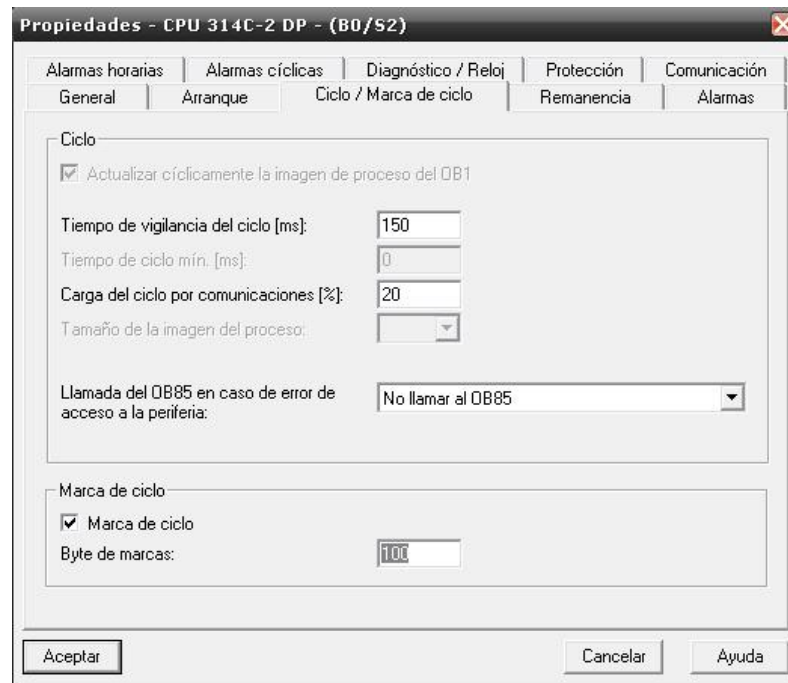 Propiedades - CPU 314C-2 DP - (B0/S2)
Alarmas horarias Alarmas cíclicas Diagnóstico / Reloj Protección Comunicación
General Arranque Ciclo / Marca de ciclo Remanencia Alarmas
Ciclo
Actualizar cíclicamente la imagen de proceso del OB1
Tiempo de vigilancia del ciclo [ms]: 150
Tiempo de ciclo mín. [ms]: 0
Carga del ciclo por comunicaciones [%]: 20
Tamaño de la imagen del proceso:
Llamada del OB85 en caso de error de
acceso a la periferia: No llamar al OB85
Marca de ciclo
Marca de ciclo
Byte de marcas: 100
Aceptar Cancelar Ayuda